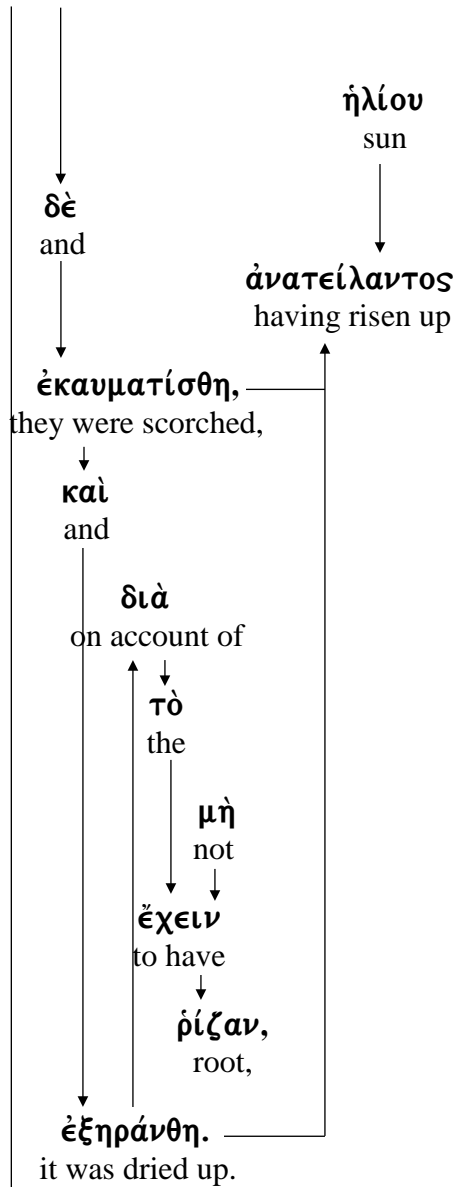 ἡλίου
sun
δὲ
and
ἀνατείλαντος
having risen up
ἐκαυματίσθη,
they were scorched,
καὶ
and
διὰ
on account of
τὸ
the
μὴ
not
ἔχειν
to have
ῥίζαν,
root,
ἐξηράνθη.
it was dried up.